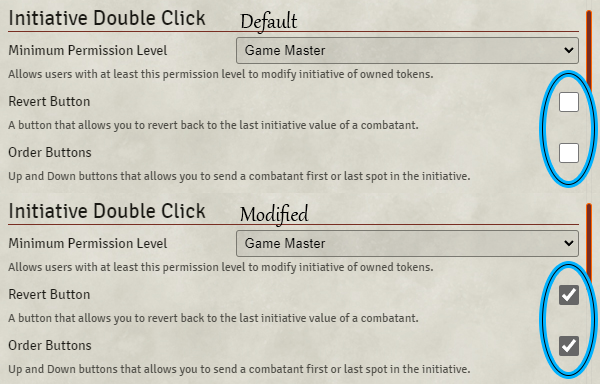 Initiative Double Click Default
Minimum Permission Level Game Master
Allows users with at least this permission level to modify initiative of owned tokens.
Revert Button
A button that allows you to revert back to the last initiative value of a combatant.
Order Buttons
Up and Down buttons that allows you to send a combatant first or last spot in the initiative.
Initiative Double Click Modified
Minimum Permission Level Game Master
Allows users with at least this permission level to modify initiative of owned tokens.
Revert Button
A button that allows you to revert back to the last initiative value of a combatant.
Order Buttons
Up and Down buttons that allows you to send a combatant first or last spot in the initiative.